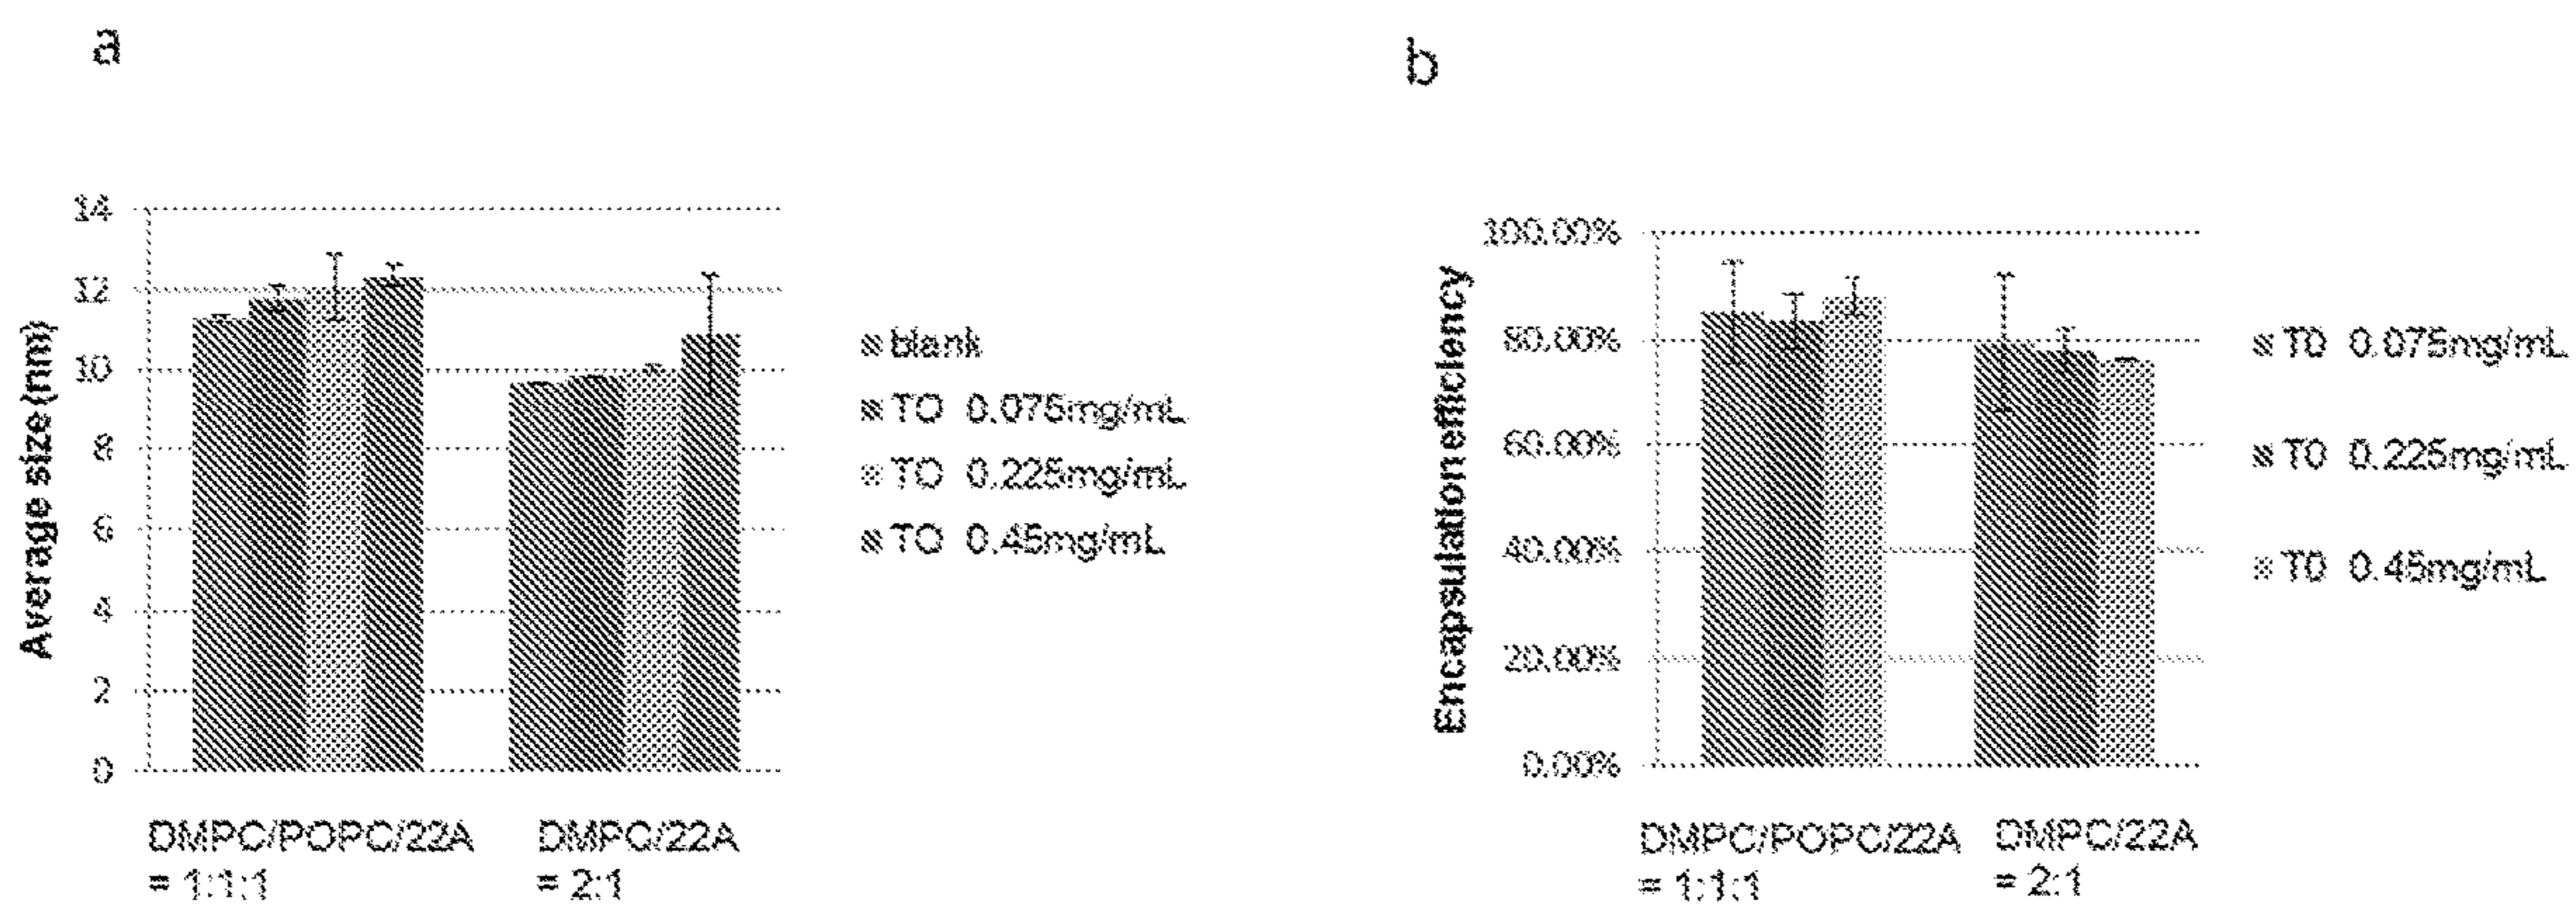 a
14
12
10
8
6
4
2
0
Average size (nm)
DMPC/POPC/22A
= 1:1:1
DMPC/22A
= 2:1
blank
TO 0.075mg/mL
TO 0.225mg/mL
TO 0.45mg/mL
b
100.00%
80.00%
60.00%
40.00%
20.00%
0.00%
Encapsulation efficiency
DMPC/POPC/22A
= 1:1:1
DMPC/22A
= 2:1
T0 0.075mg/mL
T0 0.225mg/mL
T0 0.45mg/mL